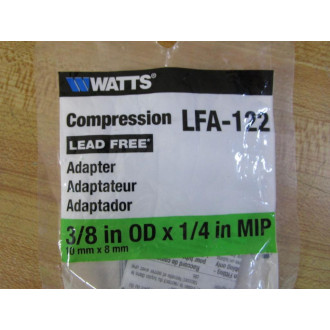 WATTS®
Compression LFA-122
LEAD FREE*
Adapter
Adaptateur
Adaptador
3/8 in OD x 1/4 in MIP
10 mm x 8 mm